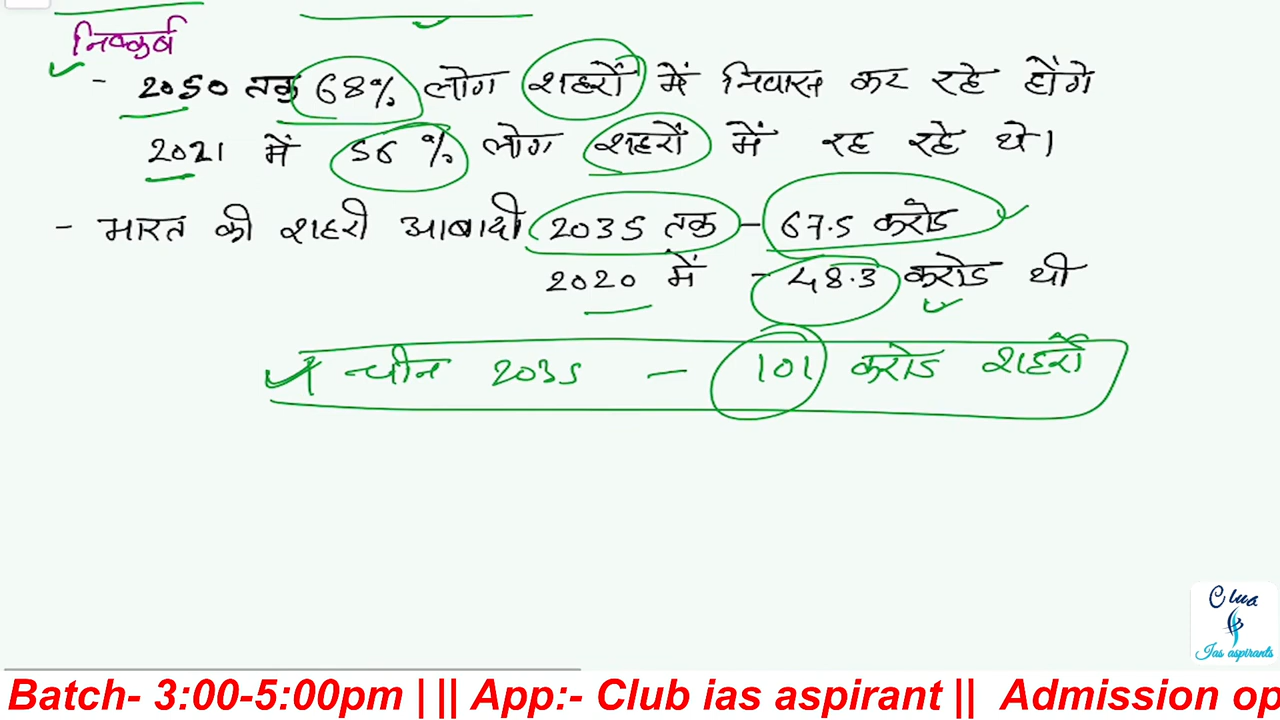 निष्कर्ष
- 2050 तक 68% लोग शहरों में निवास कर रहे होंगे
2021 में 56% लोग शहरों में रह रहे थे।
- भारत की शहरी आबादी 2035 तक - 67.5 करोड
2020 में - 48.3 करोड थी
चीन 2035 - 101 करोड शहरों
Club
Ias aspirants
Batch- 3:00-5:00pm | || App:- Club ias aspirant || Admission op